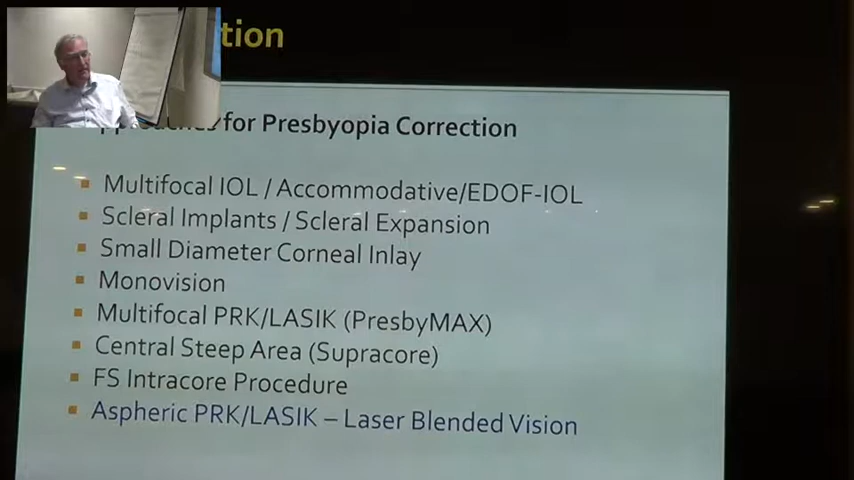 tion
for Presbyopia Correction
Multifocal IOL / Accommodative/EDOF-IOL
Scleral Implants / Scleral Expansion
Small Diameter Corneal Inlay
Monovision
Multifocal PRK/LASIK (PresbyMAX)
Central Steep Area (Supracore)
FS Intracore Procedure
Aspheric PRK/LASIK – Laser Blended Vision